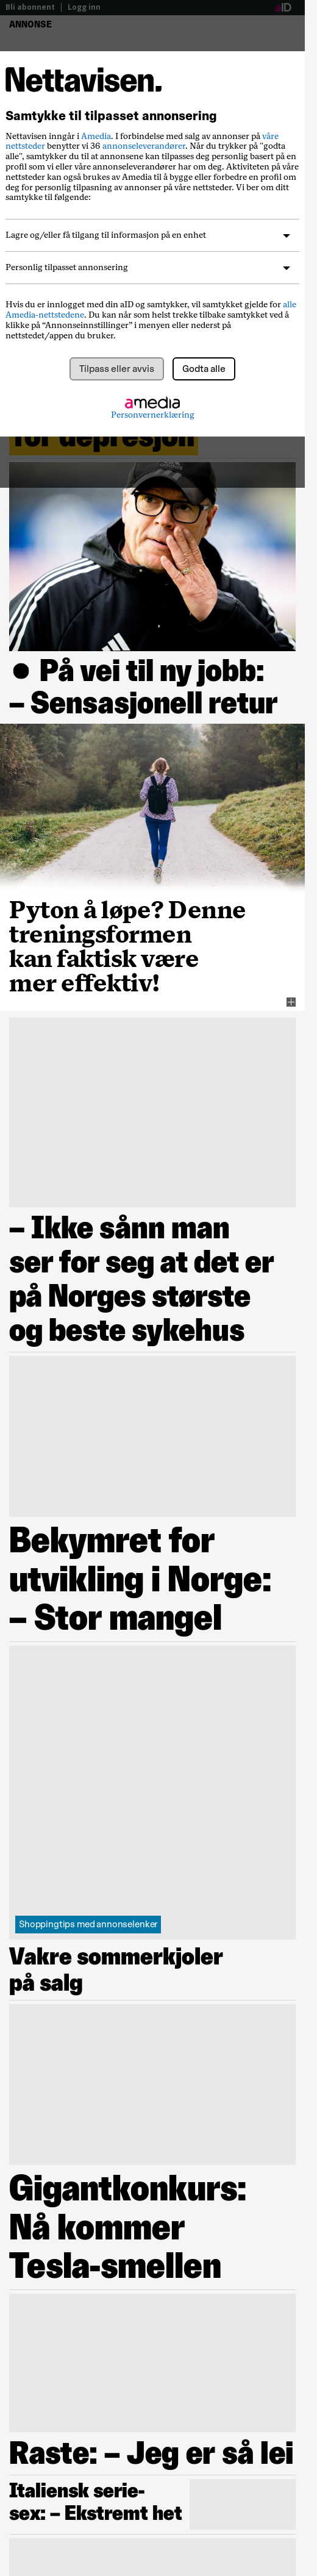 Bli abonnent | Logg inn
aID
ANNONSE
Nettavisen.
Samtykke til tilpasset annonsering
Nettavisen inngår i Amedia. I forbindelse med salg av annonser på våre
nettsteder benytter vi 36 annonseleverandører. Når du trykker på "godta
alle", samtykker du til at annonsene kan tilpasses deg personlig basert på en
profil som vi eller våre annonseleverandører har om deg. Aktiviteten på våre
nettsteder kan også brukes av Amedia til å bygge eller forbedre en profil om
deg for personlig tilpasning av annonser på våre nettsteder. Vi ber om ditt
samtykke til følgende:
Lagre og/eller få tilgang til informasjon på en enhet
Personlig tilpasset annonsering
Hvis du er innlogget med din aID og samtykker, vil samtykket gjelde for alle
Amedia-nettstedene. Du kan når som helst trekke tilbake samtykket ved å
klikke på “Annonseinnstillinger” i menyen eller nederst på
nettstedet/appen du bruker.
Tilpass eller avvis
Godta alle
amedia
Personvernerklæring
for depresjon
● På vei til ny jobb:
– Sensasjonell retur
Pyton å løpe? Denne
treningsformen
kan faktisk være
mer effektiv!
– Ikke sånn man
ser for seg at det er
på Norges største
og beste sykehus
Bekymret for
utvikling i Norge:
– Stor mangel
Shoppingtips med annonselenker
Vakre sommerkjoler
på salg
Gigantkonkurs:
Nå kommer
Tesla-smellen
Raste: – Jeg er så lei
Italiensk serie-
sex: – Ekstremt het